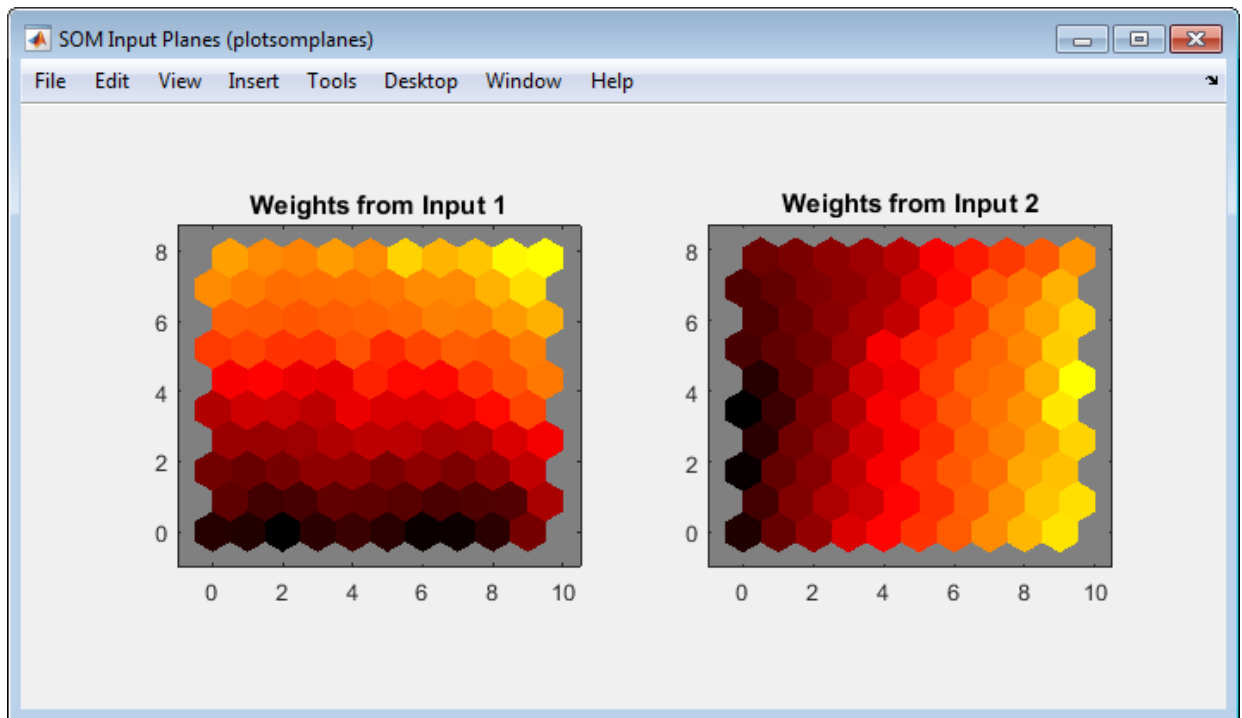 SOM Input Planes (plotsomplanes)
File Edit View Insert Tools Desktop Window Help
Weights from Input 1
8
6
4
2
0
0 2 4 6 8 10
Weights from Input 2
8
6
4
2
0
0 2 4 6 8 10